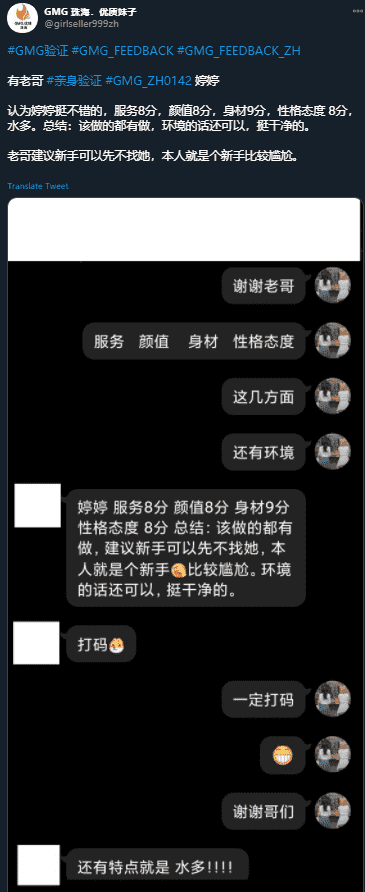 GMG 珠海．优质妹子
@girlseller999zh
#GMG验证 #GMG_FEEDBACK #GMG_FEEDBACK_ZH
有老哥 #亲身验证 #GMG_ZH0142 婷婷
认为婷婷挺不错的，服务8分，颜值8分，身材9分，性格态度 8分，
水多。总结：该做的都有做，环境的话还可以，挺干净的。
老哥建议新手可以先不找她，本人就是个新手比较尴尬。
Translate Tweet
谢谢老哥
服务 颜值 身材 性格态度
这几方面
还有环境
婷婷 服务8分 颜值8分 身材9分
性格态度 8分 总结：该做的都有
做，建议新手可以先不找她，本
人就是个新手比较尴尬。环境
的话还可以，挺干净的。
打码
一定打码
谢谢哥们
还有特点就是 水多!!!!